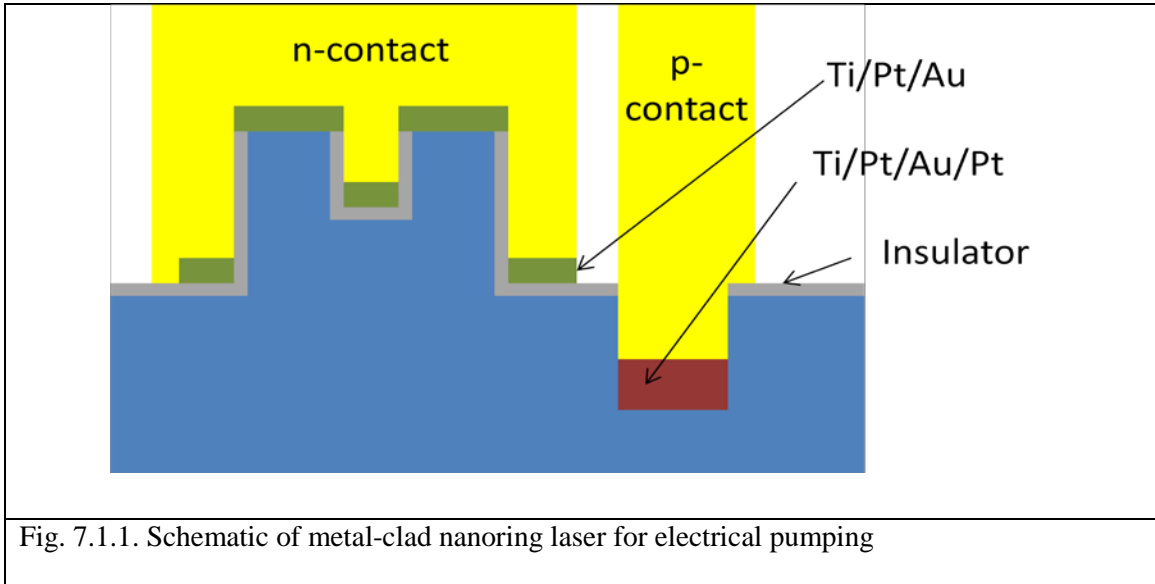 n-contact
p-
contact
Ti/Pt/Au
Ti/Pt/Au/Pt
Insulator
Fig. 7.1.1. Schematic of metal-clad nanoring laser for electrical pumping